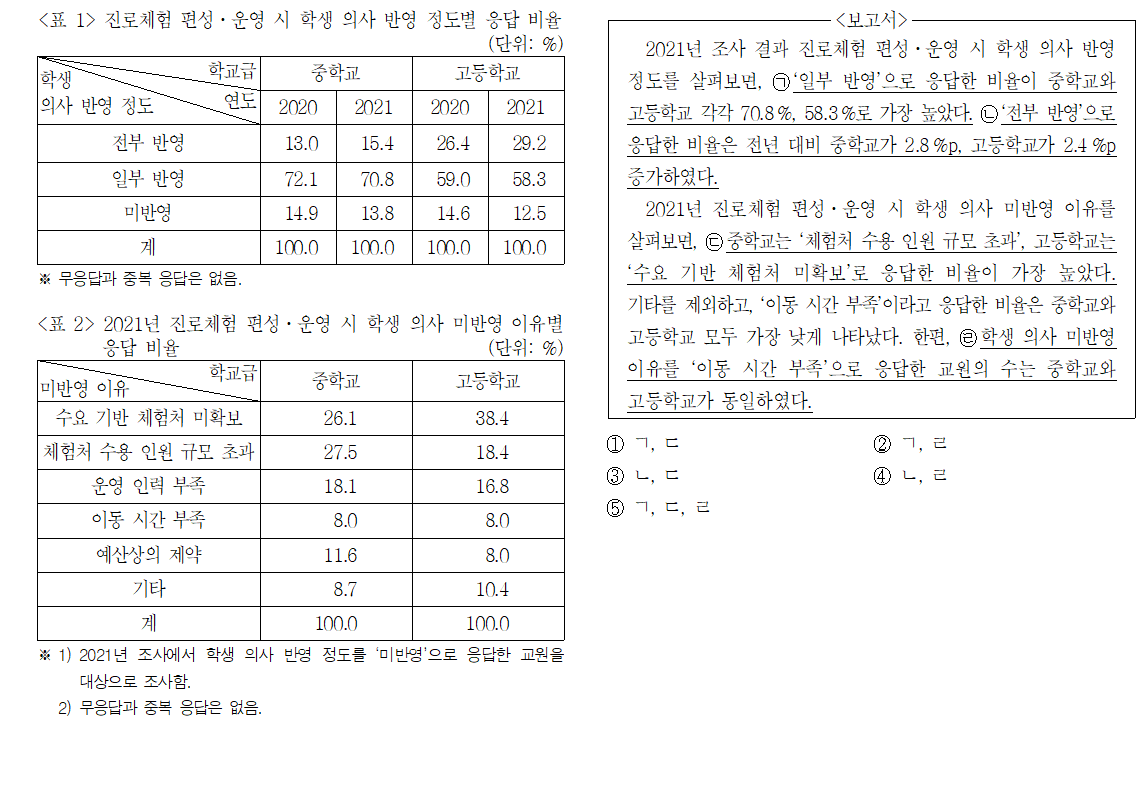 <표 1> 진로체험 편성·운영 시 학생 의사 반영 정도별 응답 비율
(단위: %)
학교급 중학교 고등학교
학생
의사 반영 정도 연도 2020 2021 2020 2021
전부 반영 13.0 15.4 26.4 29.2
일부 반영 72.1 70.8 59.0 58.3
미반영 14.9 13.8 14.6 12.5
계 100.0 100.0 100.0 100.0
※ 무응답과 중복 응답은 없음.
<표 2> 2021년 진로체험 편성·운영 시 학생 의사 미반영 이유별
응답 비율 (단위: %)
학교급 중학교 고등학교
미반영 이유
수요 기반 체험처 미확보 26.1 38.4
체험처 수용 인원 규모 초과 27.5 18.4
운영 인력 부족 18.1 16.8
이동 시간 부족 8.0 8.0
예산상의 제약 11.6 8.0
기타 8.7 10.4
계 100.0 100.0
※ 1) 2021년 조사에서 학생 의사 반영 정도를 ‘미반영’으로 응답한 교원을
대상으로 조사함.
2) 무응답과 중복 응답은 없음.
<보고서>
2021년 조사 결과 진로체험 편성·운영 시 학생 의사 반영
정도를 살펴보면, ㉠‘일부 반영’으로 응답한 비율이 중학교와
고등학교 각각 70.8%, 58.3%로 가장 높았다. ㉡‘전부 반영’으로
응답한 비율은 전년 대비 중학교가 2.8%p, 고등학교가 2.4%p
증가하였다.
2021년 진로체험 편성·운영 시 학생 의사 미반영 이유를
살펴보면, ㉢중학교는 ‘체험처 수용 인원 규모 초과’, 고등학교는
‘수요 기반 체험처 미확보’로 응답한 비율이 가장 높았다.
기타를 제외하고, ‘이동 시간 부족’이라고 응답한 비율은 중학교와
고등학교 모두 가장 낮게 나타났다. 한편, ㉣학생 의사 미반영
이유를 ‘이동 시간 부족’으로 응답한 교원의 수는 중학교와
고등학교가 동일하였다.
① ㄱ, ㄷ ② ㄱ, ㄹ
③ ㄴ, ㄷ ④ ㄴ, ㄹ
⑤ ㄱ, ㄷ, ㄹ